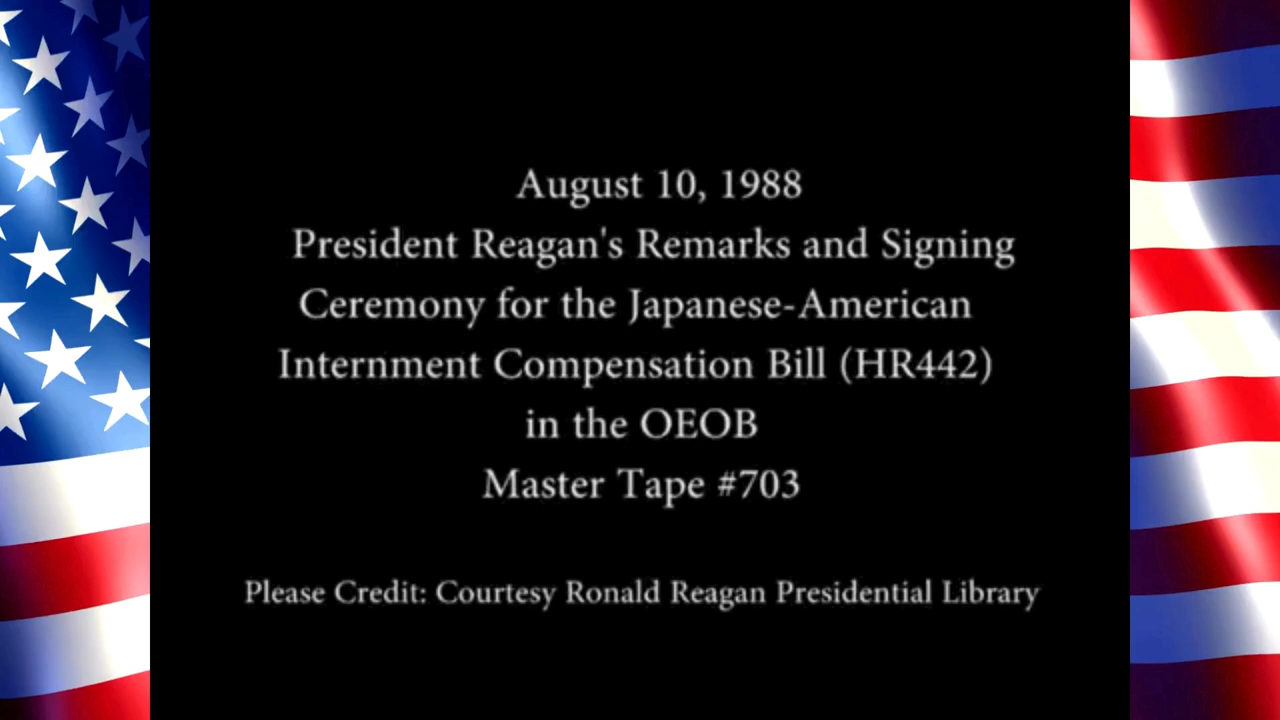 August 10, 1988
President Reagan's Remarks and Signing
Ceremony for the Japanese-American
Internment Compensation Bill (HR442)
in the OEOB
Master Tape #703
Please Credit: Courtesy Ronald Reagan Presidential Library